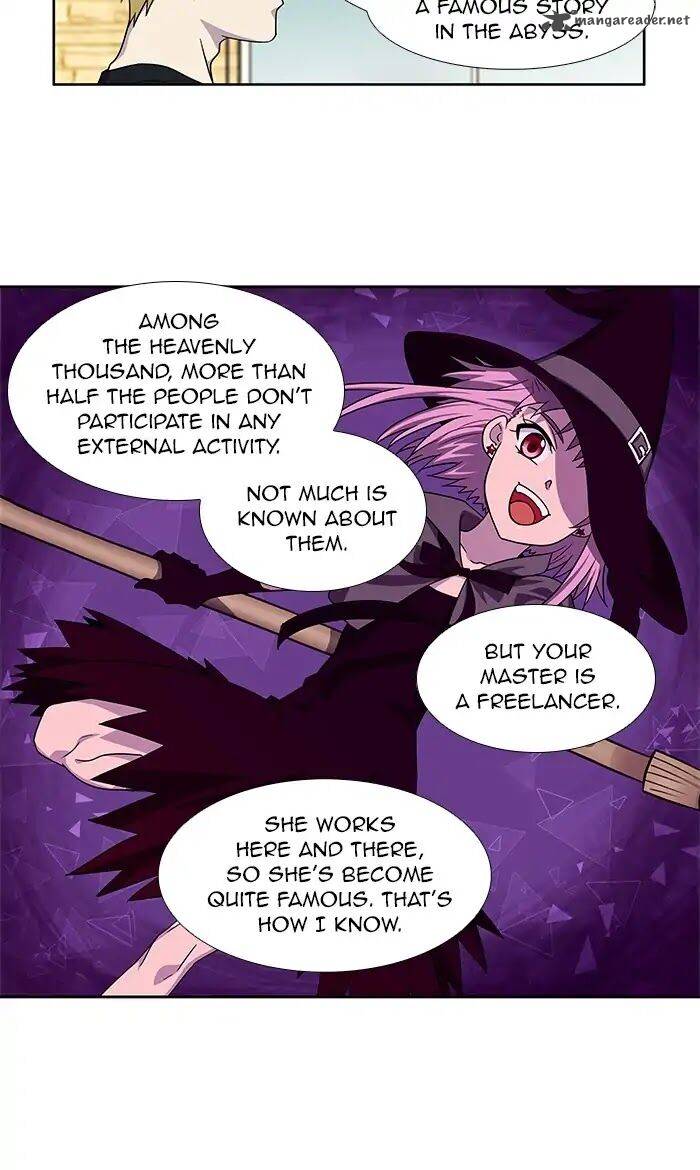 A FAMOUS STORY
IN THE ABYSS.
mangareader.net
AMONG
THE HEAVENLY
THOUSAND, MORE THAN
HALF THE PEOPLE DON'T
PARTICIPATE IN ANY
EXTERNAL ACTIVITY.
NOT MUCH IS
KNOWN ABOUT
THEM.
BUT YOUR
MASTER IS
A FREELANCER.
SHE WORKS
HERE AND THERE,
SO SHE'S BECOME
QUITE FAMOUS. THAT'S
HOW I KNOW.